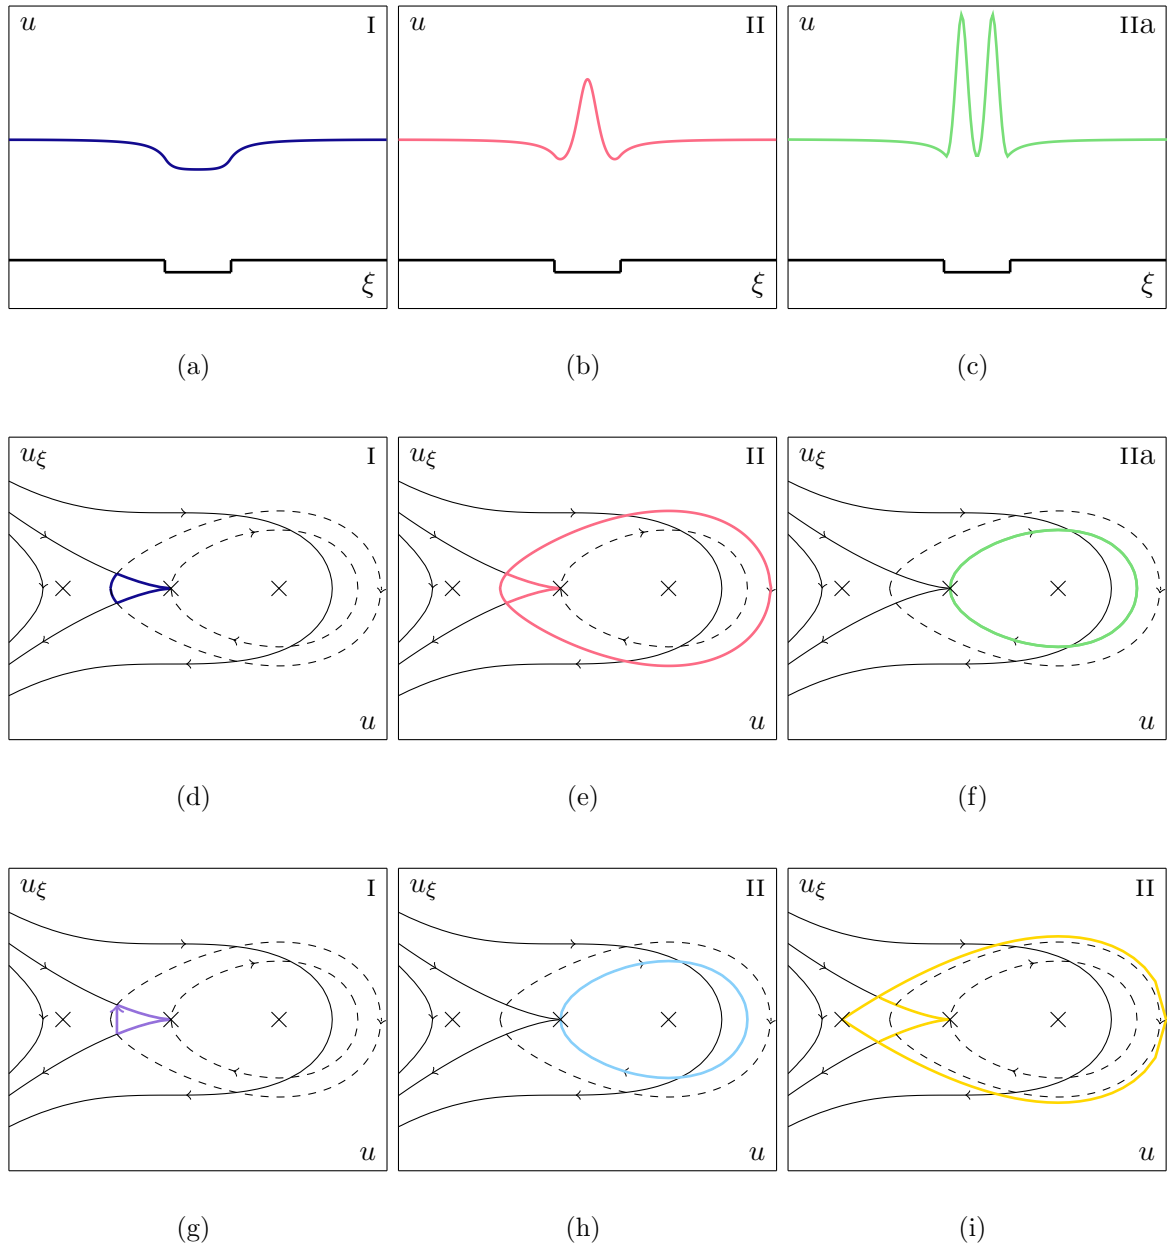 u I
ξ
(a)
u II
ξ
(b)
u IIa
ξ
(c)
u_ξ I
u
(d)
u_ξ II
u
(e)
u_ξ IIa
u
(f)
u_ξ I
u
(g)
u_ξ II
u
(h)
u_ξ II
u
(i)